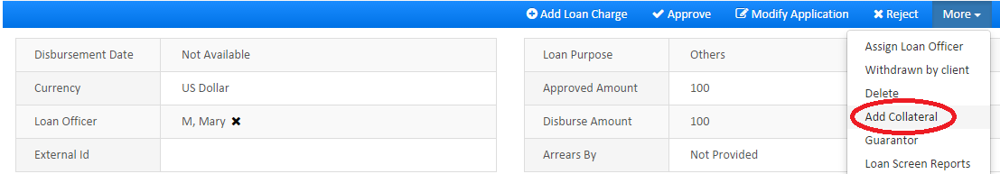 Add Loan Charge Approve Modify Application Reject More
Disbursement Date Not Available
Currency US Dollar
Loan Officer M, Mary
External Id
Loan Purpose Others
Approved Amount 100
Disburse Amount 100
Arrears By Not Provided
Assign Loan Officer
Withdrawn by client
Delete
Add Collateral
Guarantor
Loan Screen Reports